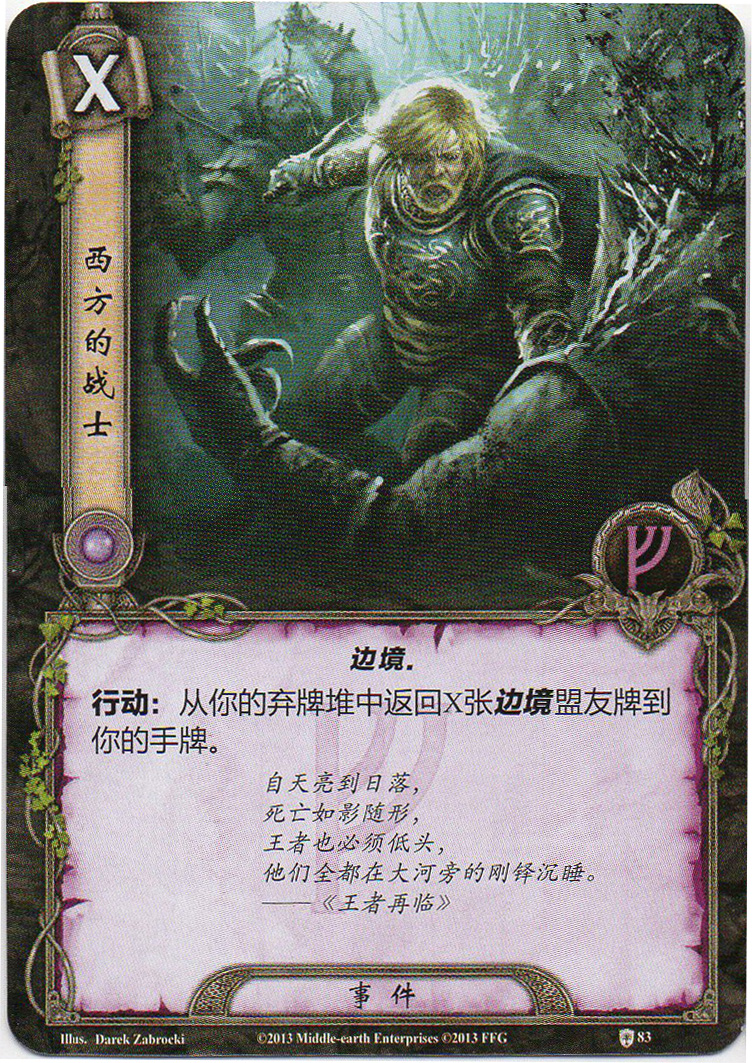 X
西方的战士
边境.
行动：从你的弃牌堆中返回X张边境盟友牌到
你的手牌。
自天亮到日落，
死亡如影随形，
王者也必须低头，
他们全都在大河旁的刚铎沉睡。
——《王者再临》
事件
Illus. Darek Zabrocki
©2013 Middle-earth Enterprises ©2013 FFG
83